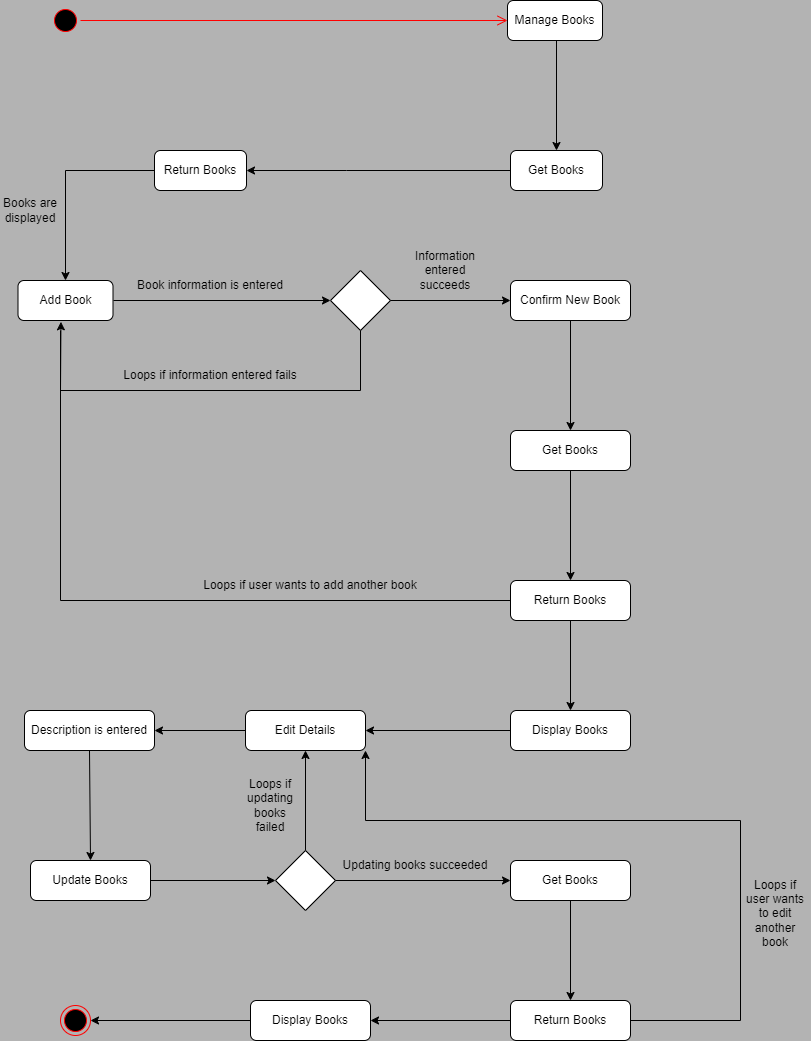 Manage Books
Return Books
Get Books
Books are
displayed
Add Book
Book information is entered
Information
entered
succeeds
Confirm New Book
Loops if information entered fails
Get Books
Loops if user wants to add another book
Return Books
Description is entered
Edit Details
Display Books
Loops if
updating
books
failed
Update Books
Updating books succeeded
Get Books
Loops if
user wants
to edit
another
book
Display Books
Return Books